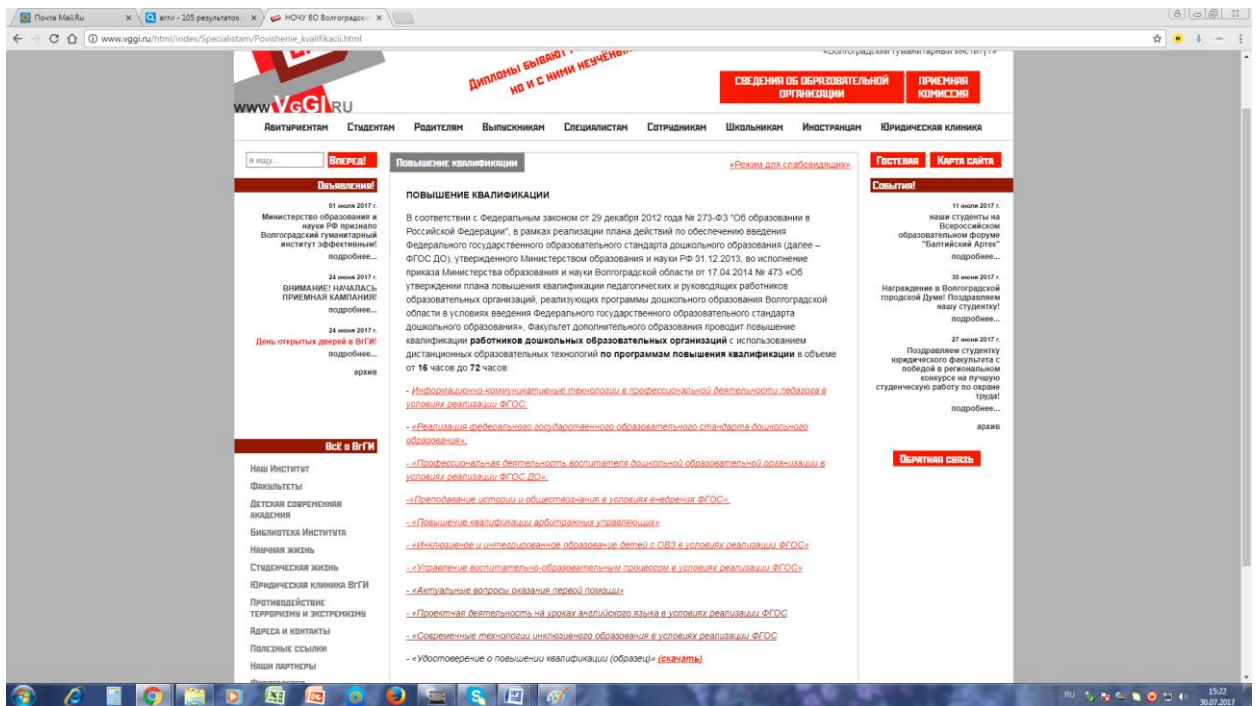 Почта Mail.Ru
вгги - 105 результатов.
НОЧУ ВО Волгоградски
www.vggi.ru/html/index/Specialistam/Povishenie_kvalifikacii.html
Дипломы бывают
но и с ними неучёны
www VGGI RU
СВЕДЕНИЯ ОБ ОБРАЗОВАТЕЛЬНОЙ
ОРГАНИЗАЦИИ
ПРИЕМНАЯ
КОМИССИЯ
Абитуриентам Студентам Родителям Выпускникам Специалистам Сотрудникам Школьникам Иностранцам Юридическая клиника
я ищу...
Вперед!
Объявления!
01 июля 2017 г.
Министерство образования и
науки РФ признало
Волгоградский гуманитарный
институт эффективным!
подробнее...
24 июня 2017 г.
ВНИМАНИЕ! НАЧАЛАСЬ
ПРИЕМНАЯ КАМПАНИЯ!
подробнее...
24 июня 2017 г.
День открытых дверей в ВгГИ!
подробнее...
архив
Всё о ВгГИ
Наш Институт
Факультеты
Детская современная
академия
Библиотека Института
Научная жизнь
Студенческая жизнь
Юридическая клиника ВгГИ
Противодействие
терроризму и экстремизму
Адреса и контакты
Полезные ссылки
Наши партнеры
Повышение квалификации
«Режим для слабовидящих»
ПОВЫШЕНИЕ КВАЛИФИКАЦИИ
В соответствии с Федеральным законом от 29 декабря 2012 года № 273-ФЗ "Об образовании в
Российской Федерации", в рамках реализации плана действий по обеспечению введения
Федерального государственного образовательного стандарта дошкольного образования (далее –
ФГОС ДО), утвержденного Министерством образования и науки РФ 31.12.2013, во исполнение
приказа Министерства образования и науки Волгоградской области от 17.04.2014 № 473 «Об
утверждении плана повышения квалификации педагогических и руководящих работников
образовательных организаций, реализующих программы дошкольного образования Волгоградской
области в условиях введения Федерального государственного образовательного стандарта
дошкольного образования», Факультет дополнительного образования проводит повышение
квалификации работников дошкольных образовательных организаций с использованием
дистанционных образовательных технологий по программам повышения квалификации в объеме
от 16 часов до 72 часов:
- Информационно-коммуникативные технологии в профессиональной деятельности педагога в
условиях реализации ФГОС;
- «Реализация федерального государственного образовательного стандарта дошкольного
образования»;
- «Профессиональная деятельность воспитателя дошкольной образовательной организации в
условиях реализации ФГОС ДО»;
-«Преподавание истории и обществознания в условиях внедрения ФГОС».
- «Повышение квалификации арбитражных управляющих»
- «Инклюзивное и интегрированное образование детей с ОВЗ в условиях реализации ФГОС»
- «Управление воспитательно-образовательным процессом в условиях реализации ФГОС»
- «Актуальные вопросы оказания первой помощи»
- «Проектная деятельность на уроках английского языка в условиях реализации ФГОС
- «Современные технологии инклюзивного образования в условиях реализации ФГОС
- «Удостоверение о повышении квалификации (образец)» (скачать)
Гостевая
Карта сайта
События!
11 июля 2017 г.
наши студенты на
Всероссийском
образовательном форуме
"Балтийский Артек"
подробнее...
30 июня 2017 г.
Награждение в Волгоградской
городской Думе! Поздравляем
нашу студентку!
подробнее...
27 июня 2017 г.
Поздравляем студентку
юридического факультета с
победой в региональном
конкурсе на лучшую
студенческую работу по охране
труда!
подробнее...
архив
Обратная связь
RU
15:22
30.07.2017